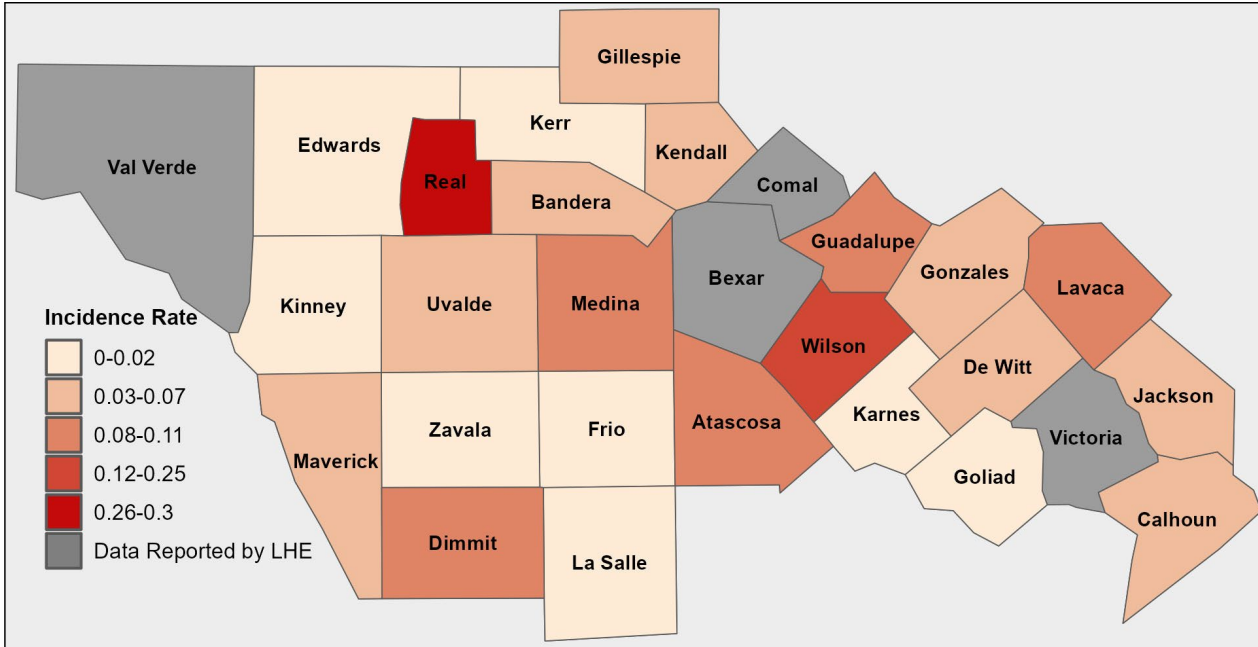 Gillespie
Kerr
Edwards
Kendall
Val Verde
Real
Comal
Bandera
Guadalupe
Gonzales
Bexar
Lavaca
Kinney
Uvalde
Medina
Wilson
De Witt
Jackson
Karnes
Atascosa
Zavala
Frio
Victoria
Maverick
Goliad
Calhoun
Dimmit
La Salle
Incidence Rate
0-0.02
0.03-0.07
0.08-0.11
0.12-0.25
0.26-0.3
Data Reported by LHE